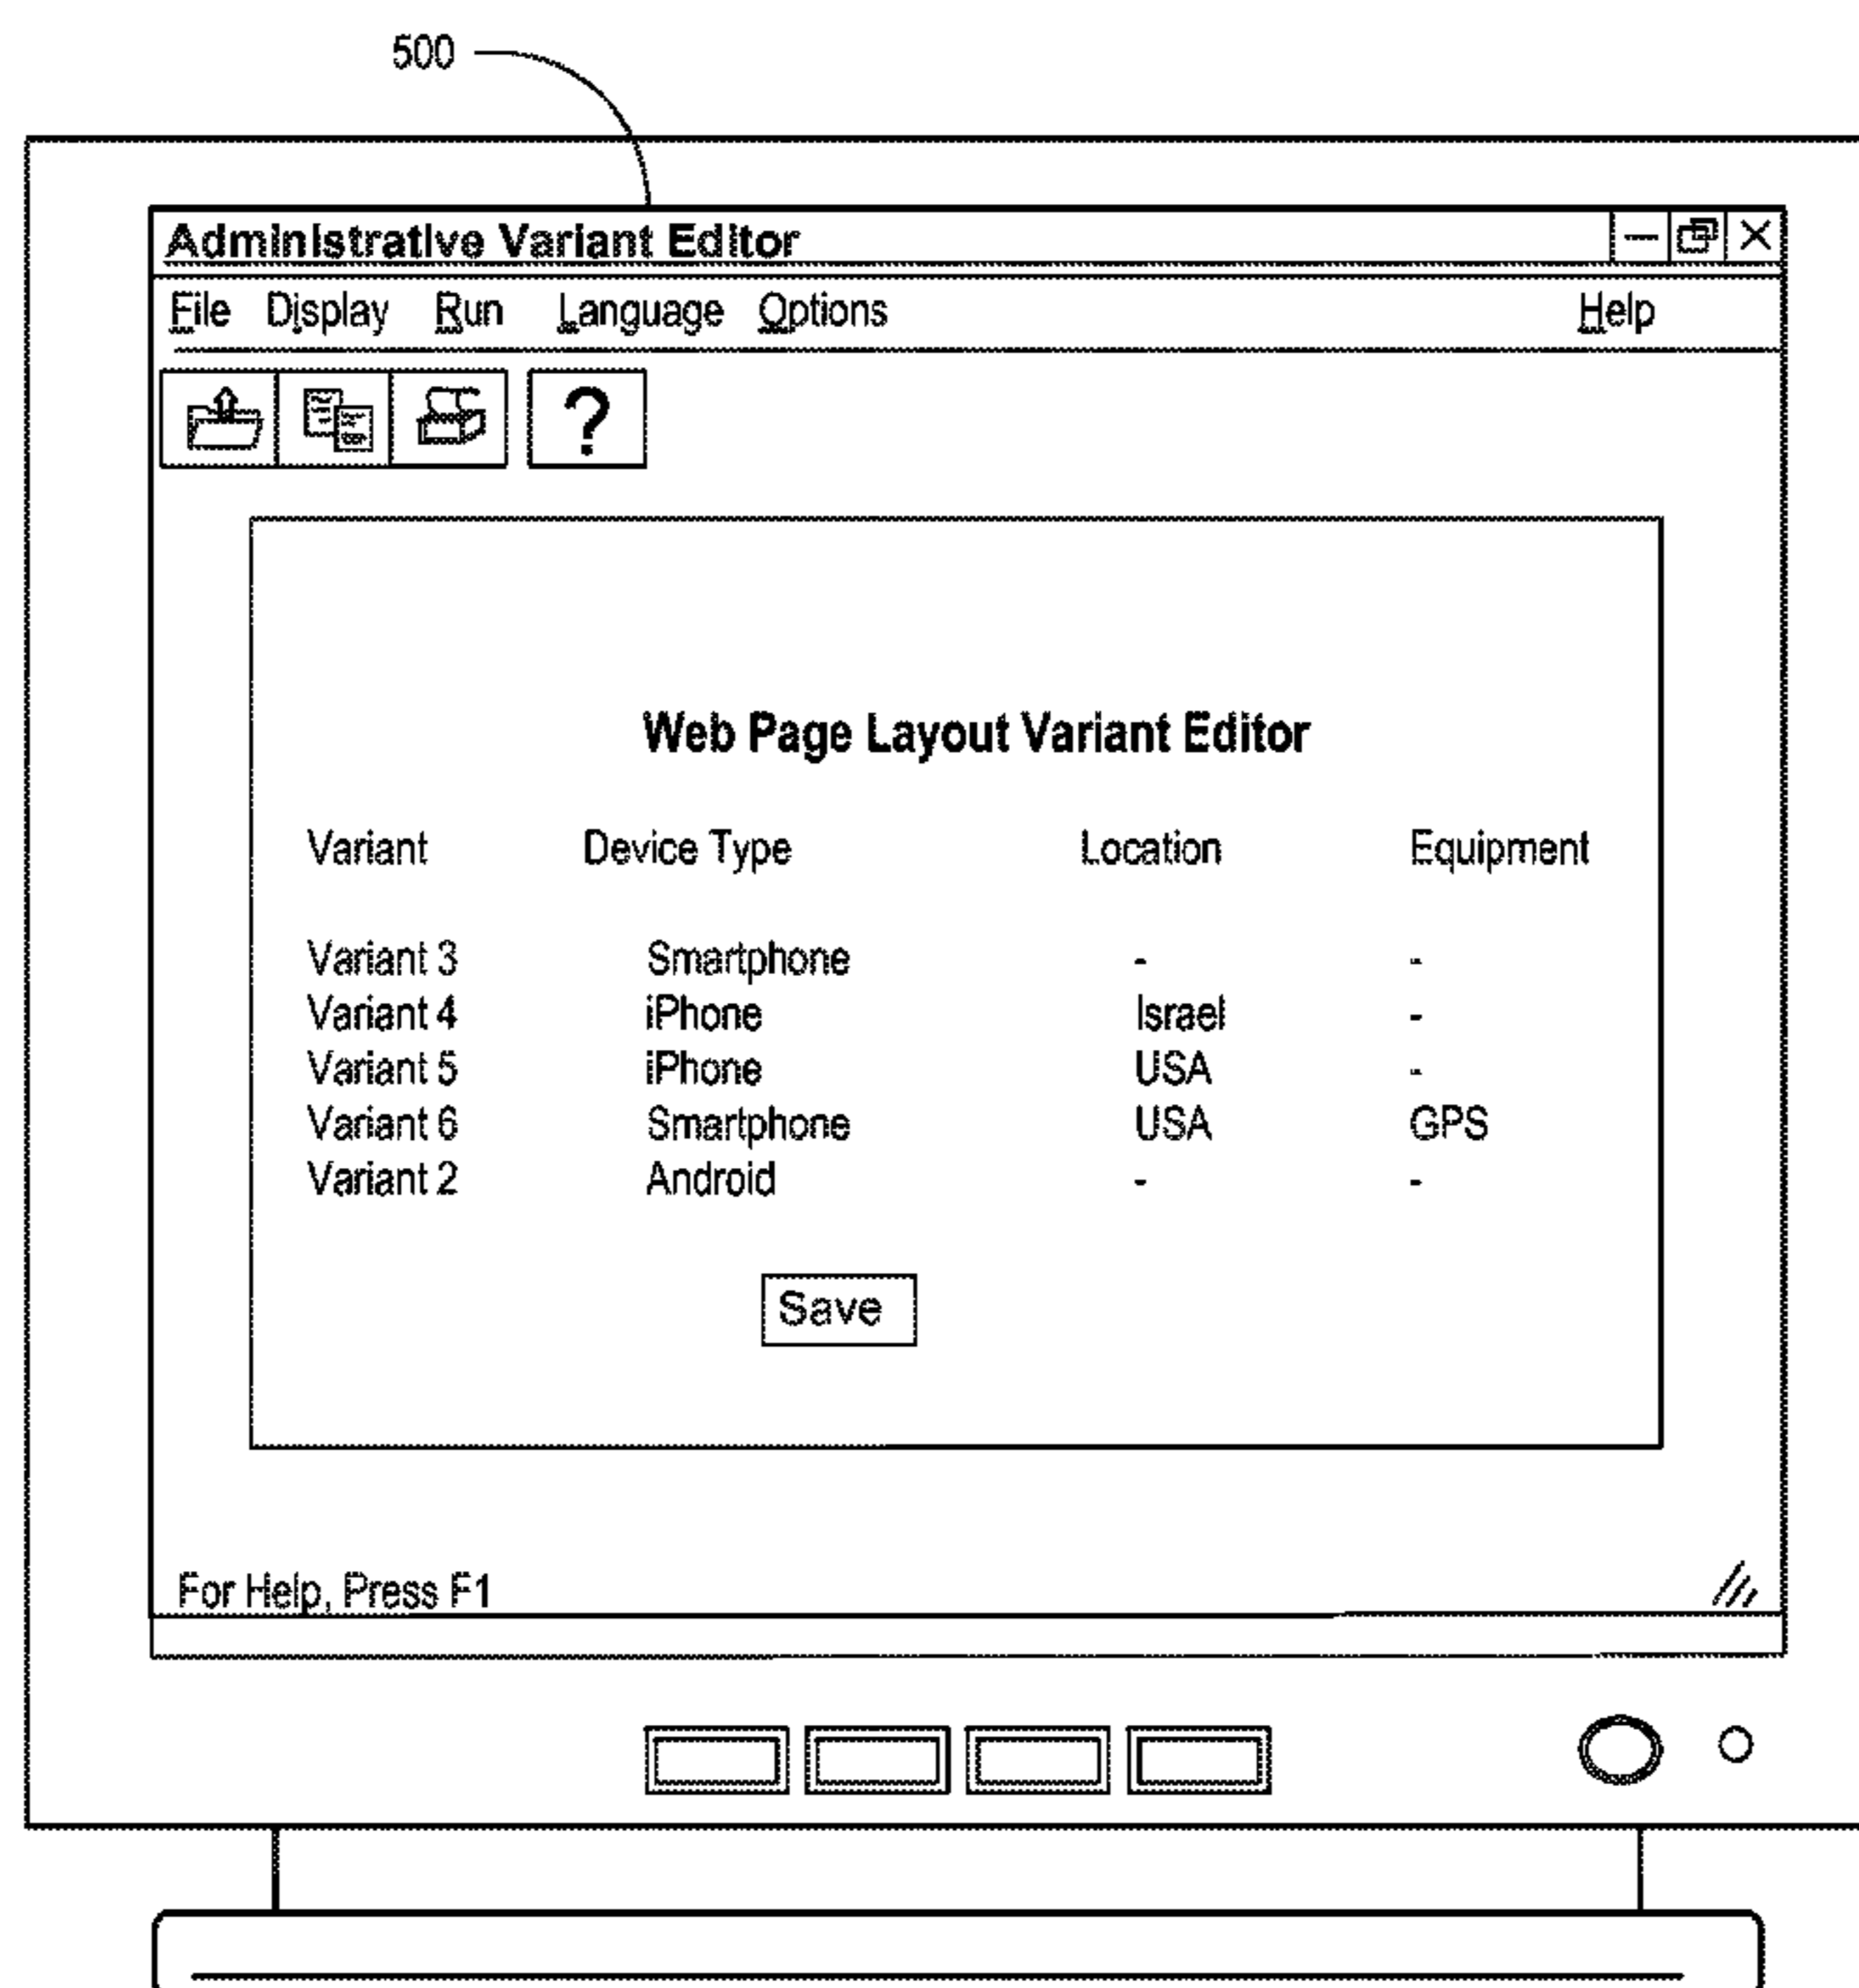 500
Administrative Variant Editor
File Display Run Language Options Help
?
Web Page Layout Variant Editor
Variant Device Type Location Equipment
Variant 3 Smartphone - -
Variant 4 iPhone Israel -
Variant 5 iPhone USA -
Variant 6 Smartphone USA GPS
Variant 2 Android - -
Save
For Help, Press F1